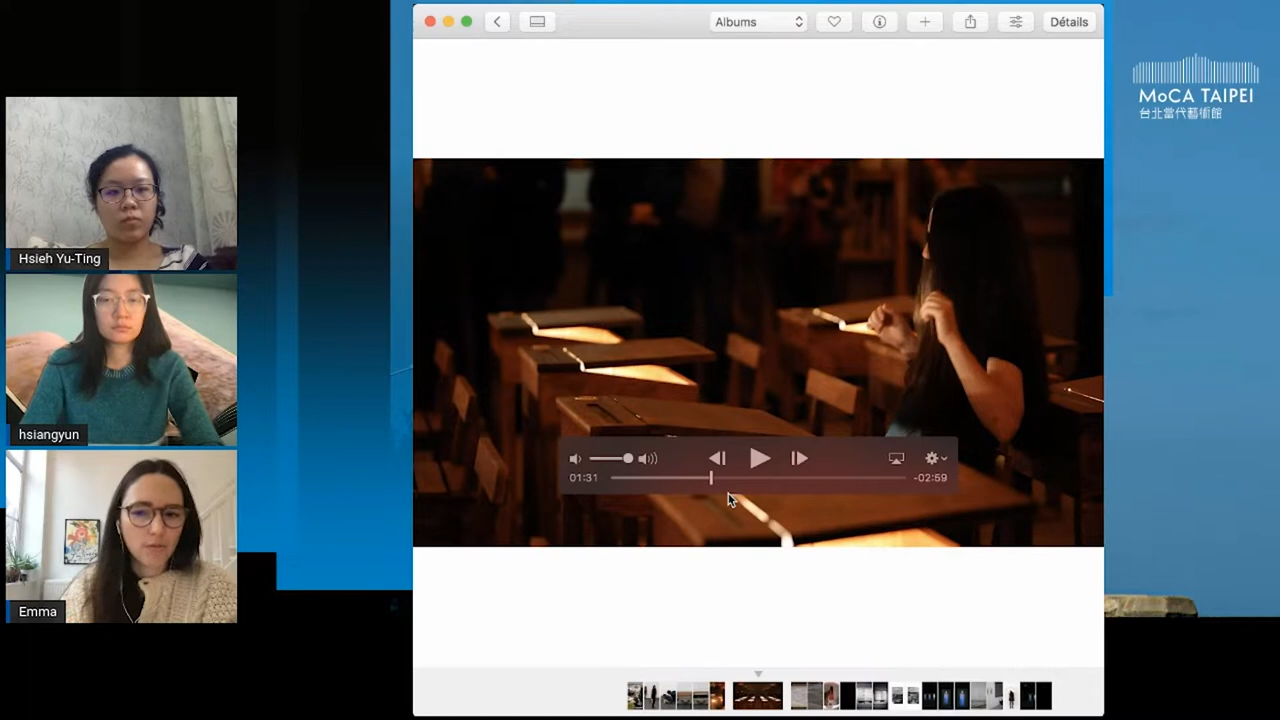 Albums
Détails
MoCA TAIPEI
台北當代藝術館
Hsieh Yu-Ting
hsiangyun
Emma
01:31
-02:59